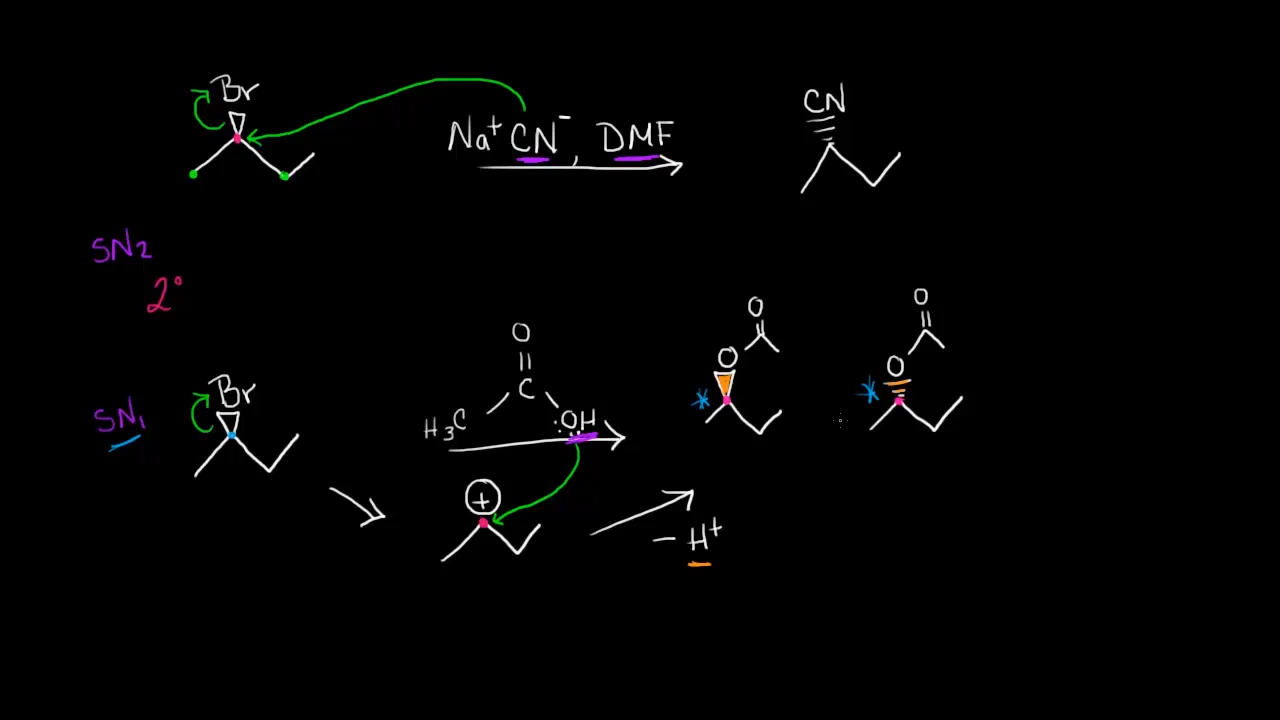 Br
Na⁺ CN⁻, DMF
CN
SN2
2°
O
C
H₃C
:OH
SN1
Br
+
− H⁺
O
O
O
O